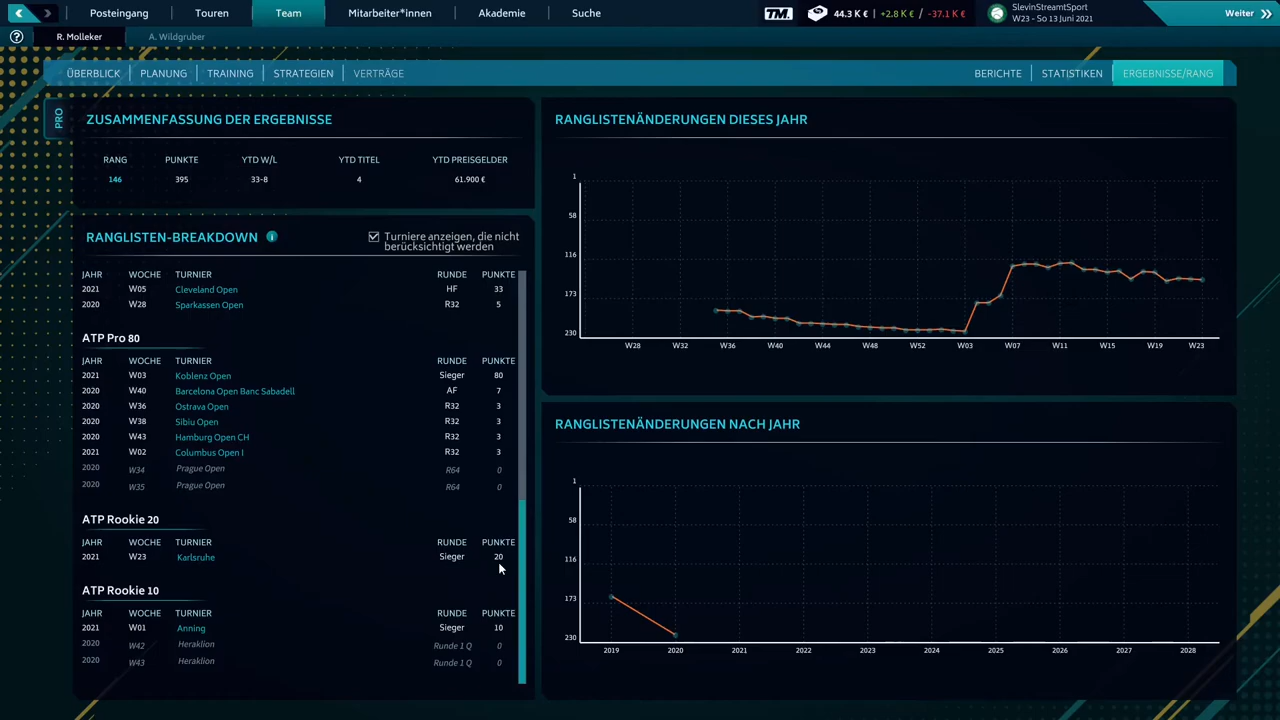 Posteingang Touren Team Mitarbeiter*innen Akademie Suche TM. 44.3 K € +2.8 K € / -37.1 K € SlevinStreamtSport
W23 - So 13 Juni 2021 Weiter
R. Molleker A. Wildgruber
ÜBERBLICK PLANUNG TRAINING STRATEGIEN VERTRÄGE BERICHTE STATISTIKEN ERGEBNISSE/RANG
PRO
ZUSAMMENFASSUNG DER ERGEBNISSE
RANG PUNKTE YTD W/L YTD TITEL YTD PREISGELDER
146 395 33-8 4 61.900 €
RANGLISTEN-BREAKDOWN i Turniere anzeigen, die nicht
berücksichtigt werden
JAHR WOCHE TURNIER RUNDE PUNKTE
2021 W05 Cleveland Open HF 33
2020 W28 Sparkassen Open R32 5
ATP Pro 80
JAHR WOCHE TURNIER RUNDE PUNKTE
2021 W03 Koblenz Open Sieger 80
2020 W40 Barcelona Open Banc Sabadell AF 7
2020 W36 Ostrava Open R32 3
2020 W38 Sibiu Open R32 3
2020 W43 Hamburg Open CH R32 3
2021 W02 Columbus Open I R32 3
2020 W34 Prague Open R64 0
2020 W35 Prague Open R64 0
ATP Rookie 20
JAHR WOCHE TURNIER RUNDE PUNKTE
2021 W23 Karlsruhe Sieger 20
ATP Rookie 10
JAHR WOCHE TURNIER RUNDE PUNKTE
2021 W01 Anning Sieger 10
2020 W42 Heraklion Runde 1 Q 0
2020 W43 Heraklion Runde 1 Q 0
RANGLISTENÄNDERUNGEN DIESES JAHR
1
58
116
173
230
W28 W32 W36 W40 W44 W48 W52 W03 W07 W11 W15 W19 W23
RANGLISTENÄNDERUNGEN NACH JAHR
1
58
116
173
230
2019 2020 2021 2022 2023 2024 2025 2026 2027 2028